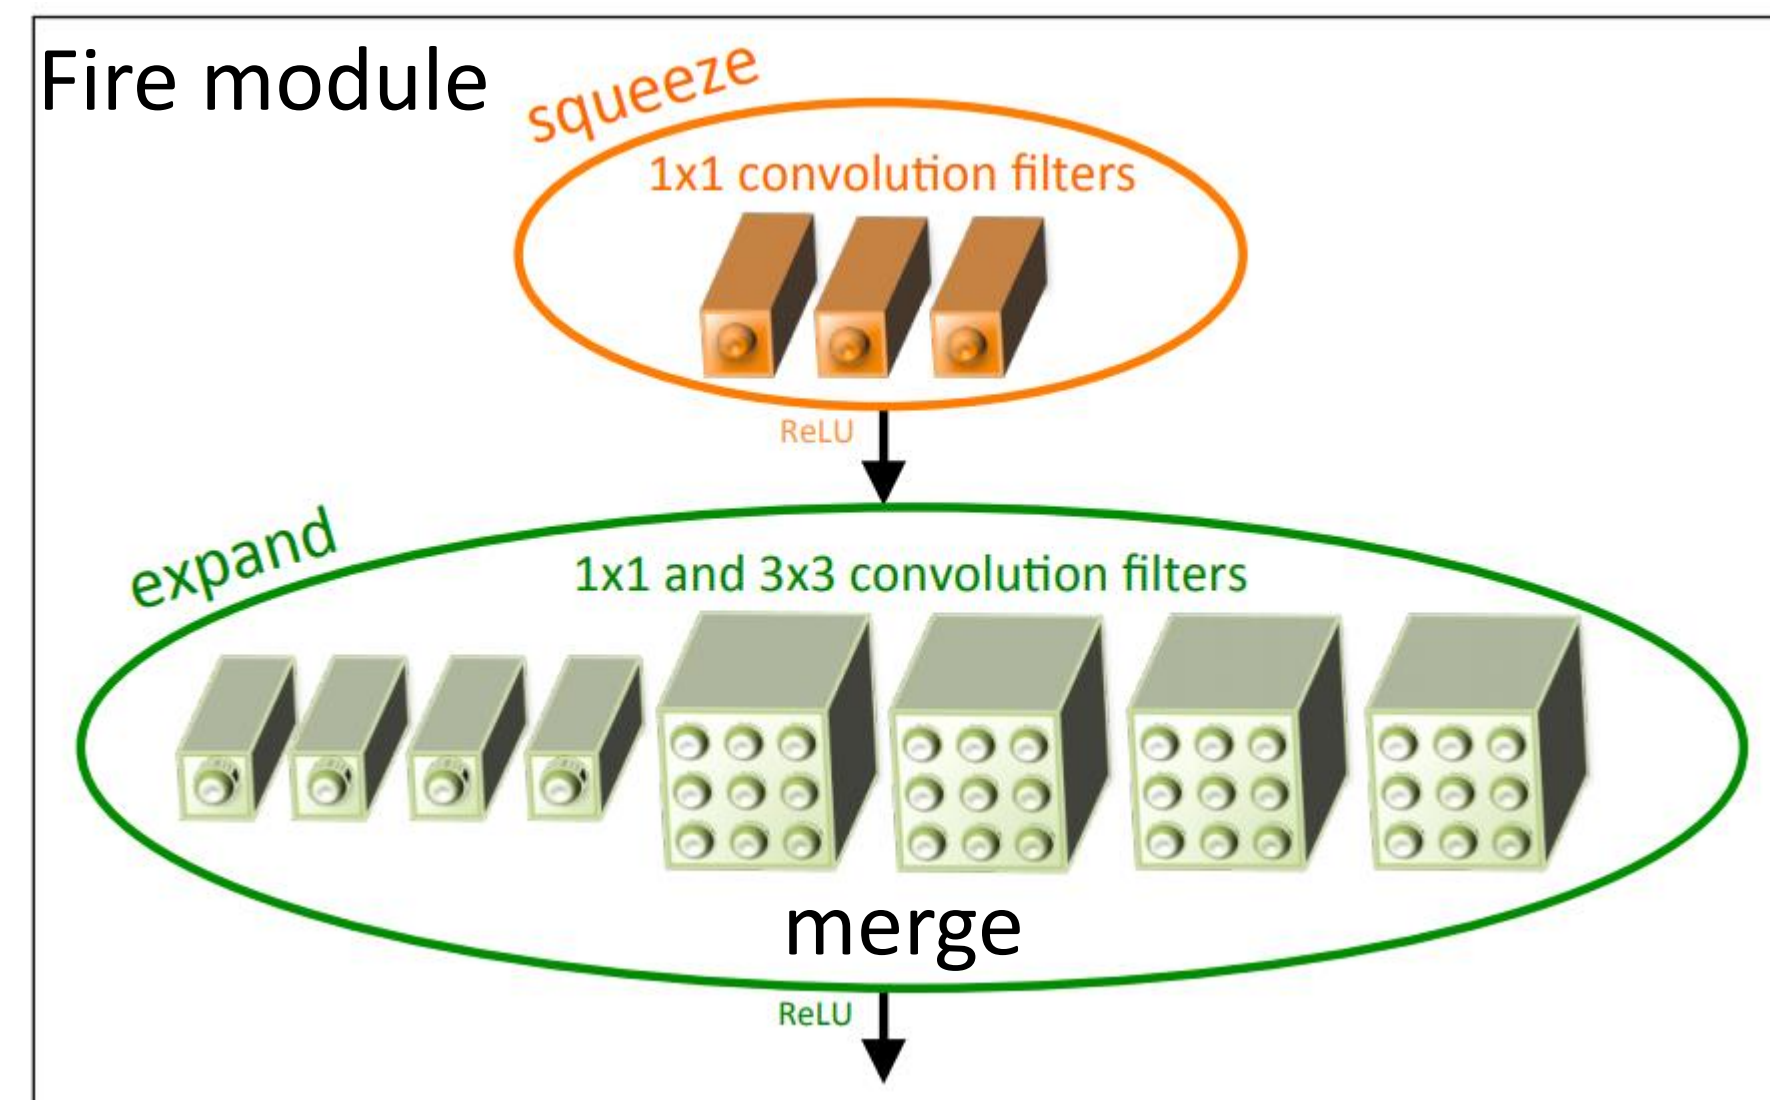 Fire module
squeeze
1x1 convolution filters
ReLU
expand
1x1 and 3x3 convolution filters
merge
ReLU